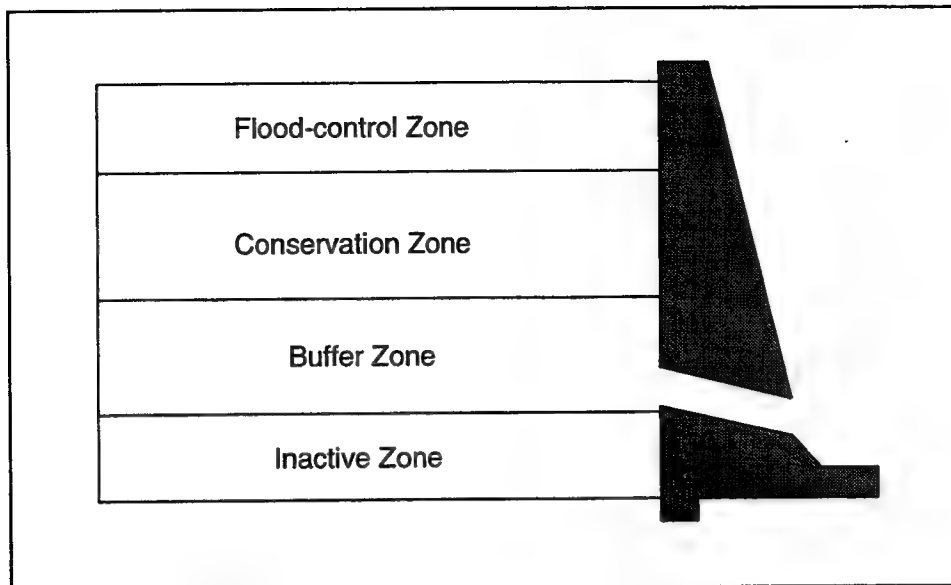 Flood-control Zone
Conservation Zone
Buffer Zone
Inactive Zone